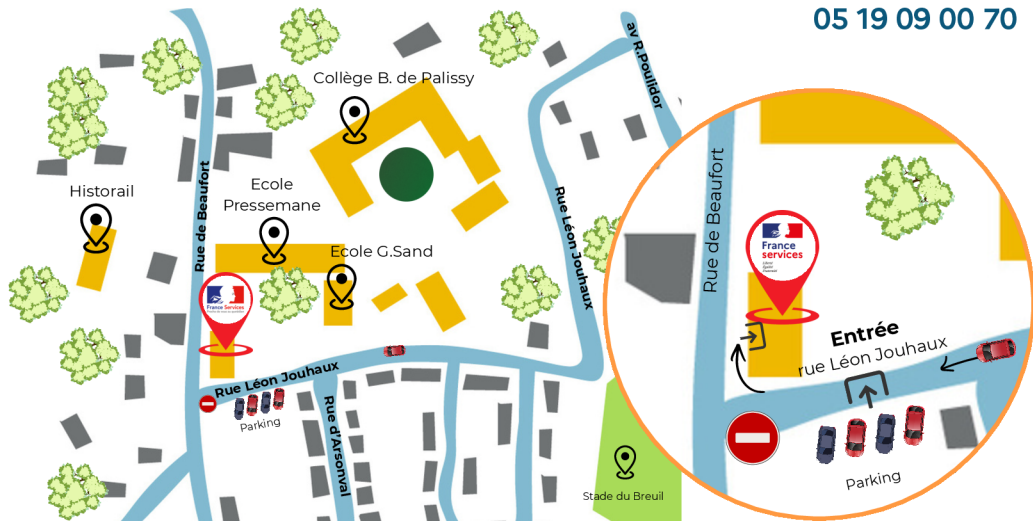 05 19 09 00 70
av R.Poulidor
Collège B. de Palissy
Historail
Ecole
Pressemane
Ecole G.Sand
Rue de Beaufort
Rue Léon Jouhaux
France Services
Rue Léon Jouhaux
Parking
Rue d'Arsonval
Stade du Breuil
Rue de Beaufort
France
services
Entrée
rue Léon Jouhaux
Parking